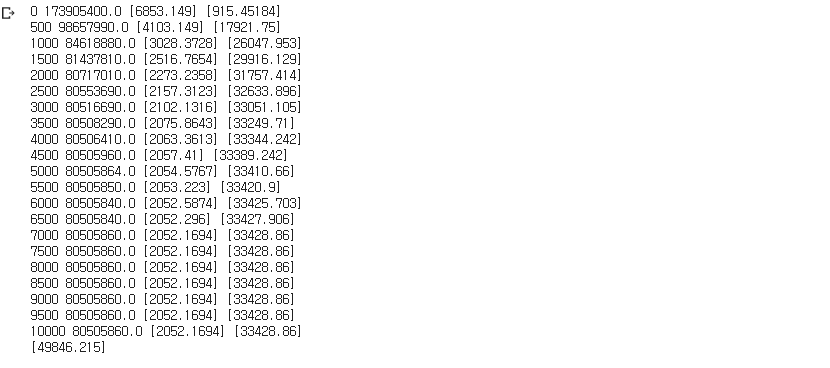 0 173905400.0 [6853.149] [915.45184]
500 98657990.0 [4103.149] [17921.75]
1000 84618880.0 [3028.3728] [26047.953]
1500 81437810.0 [2516.7654] [29916.129]
2000 80717010.0 [2273.2358] [31757.414]
2500 80553690.0 [2157.3123] [32633.896]
3000 80516690.0 [2102.1316] [33051.105]
3500 80508290.0 [2075.8643] [33249.71]
4000 80506410.0 [2063.3613] [33344.242]
4500 80505960.0 [2057.41] [33389.242]
5000 80505864.0 [2054.5767] [33410.66]
5500 80505850.0 [2053.223] [33420.9]
6000 80505840.0 [2052.5874] [33425.703]
6500 80505840.0 [2052.296] [33427.906]
7000 80505860.0 [2052.1694] [33428.86]
7500 80505860.0 [2052.1694] [33428.86]
8000 80505860.0 [2052.1694] [33428.86]
8500 80505860.0 [2052.1694] [33428.86]
9000 80505860.0 [2052.1694] [33428.86]
9500 80505860.0 [2052.1694] [33428.86]
10000 80505860.0 [2052.1694] [33428.86]
[49846.215]